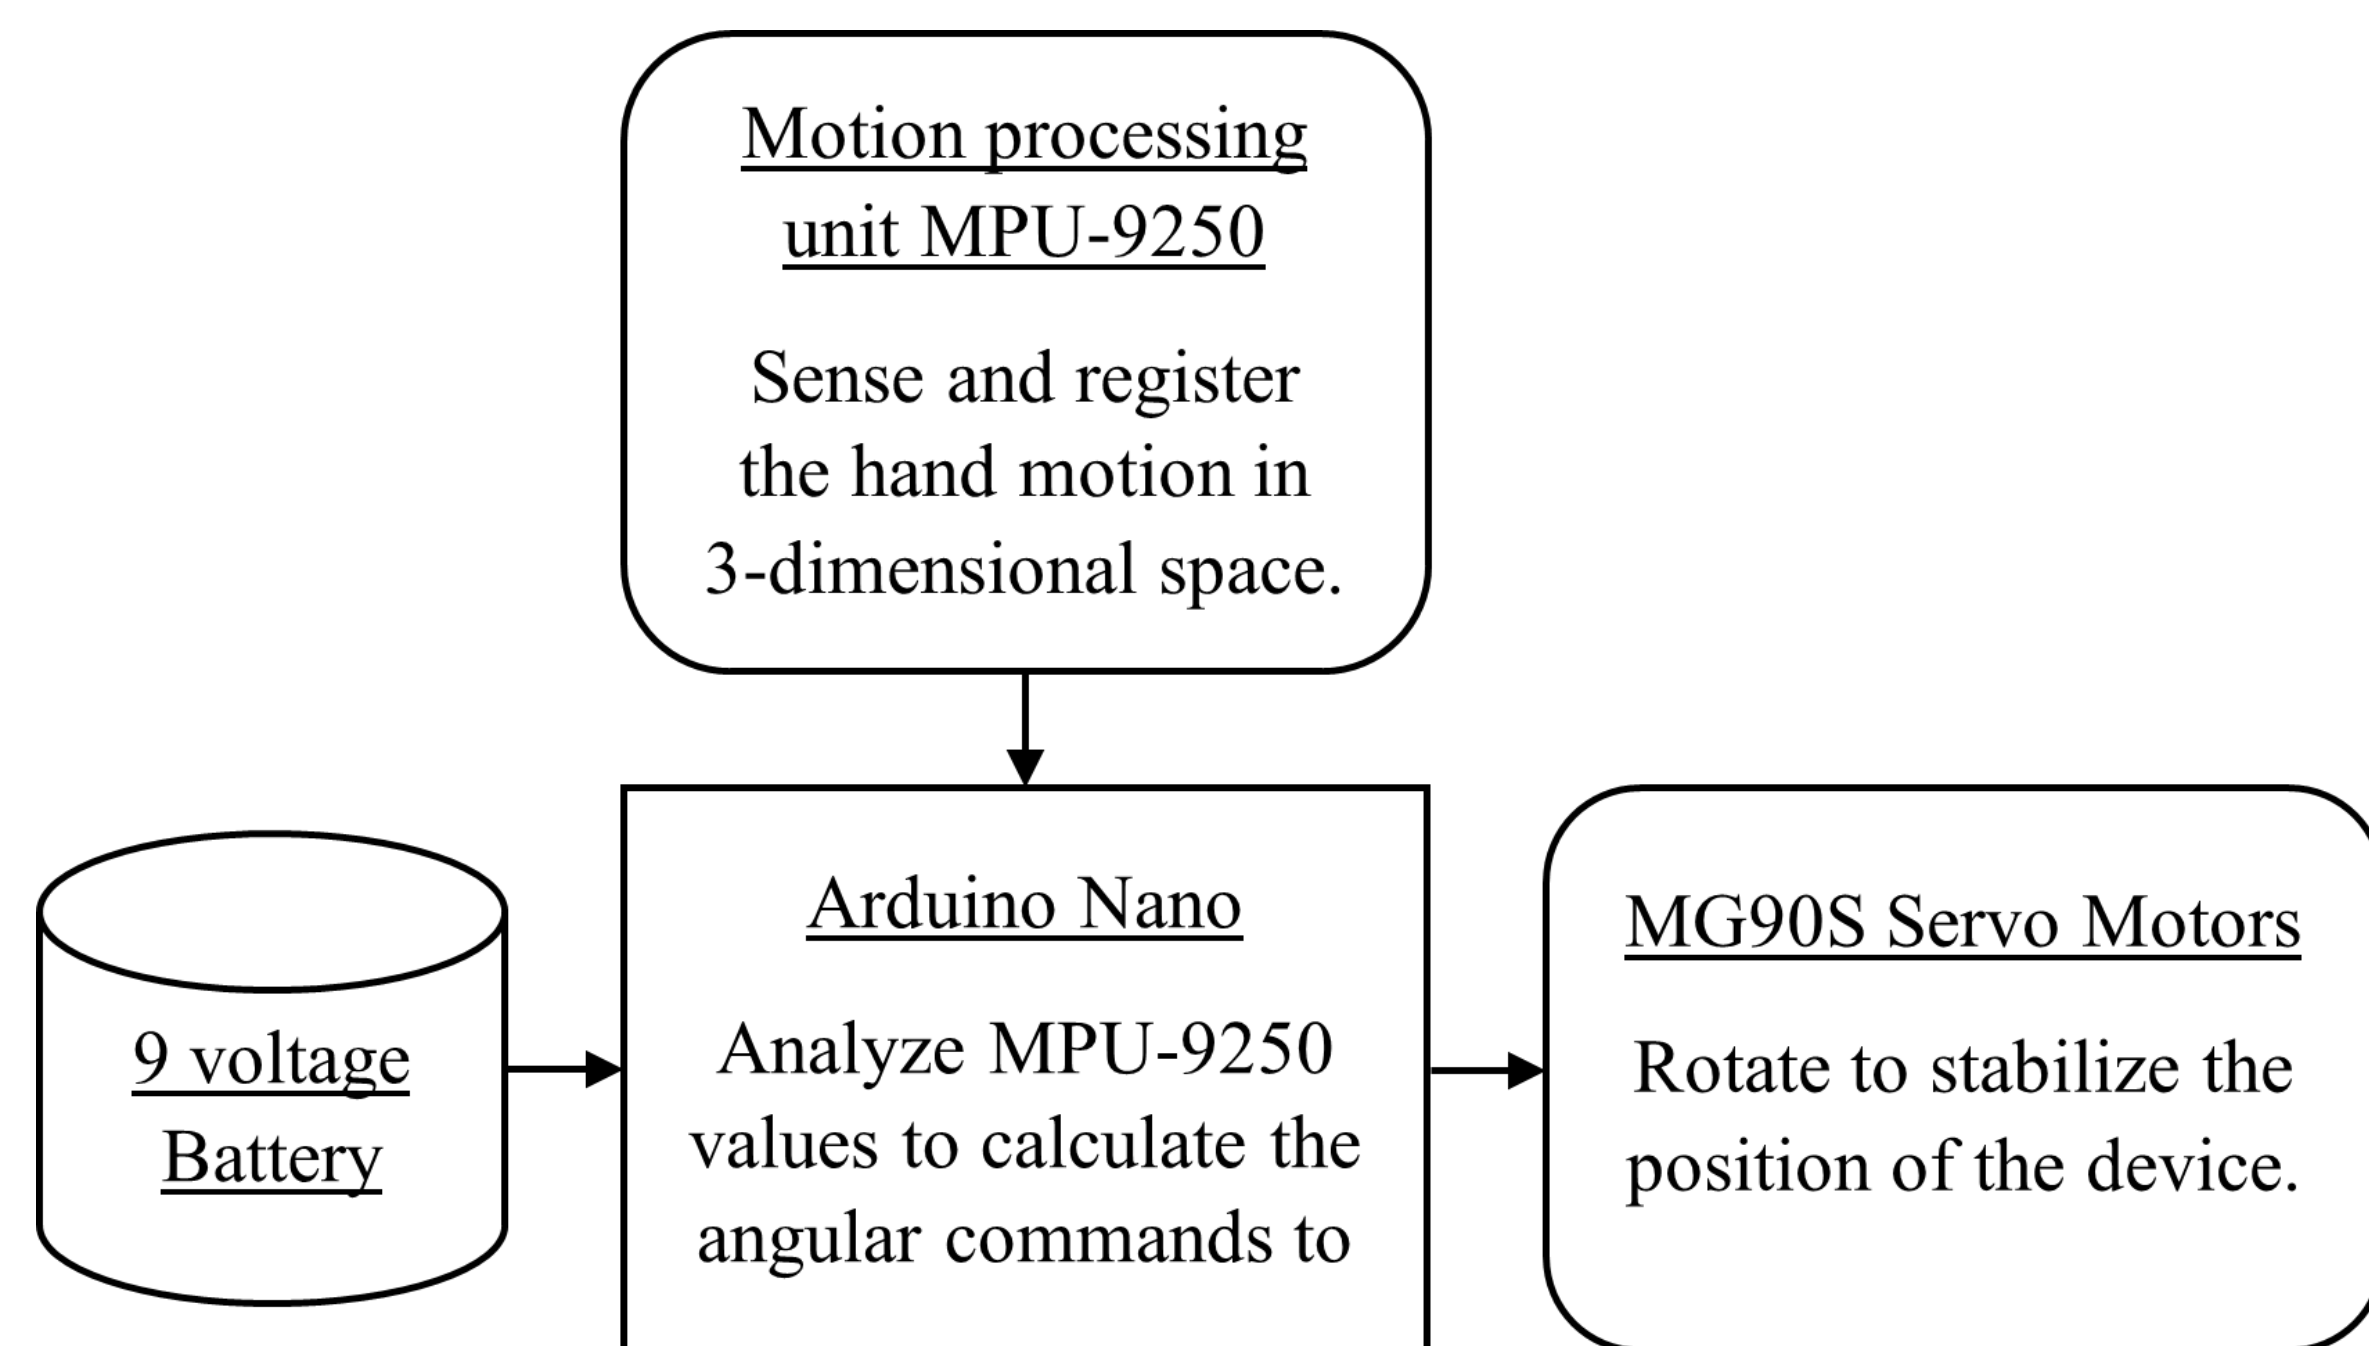 Motion processing
unit MPU-9250
Sense and register
the hand motion in
3-dimensional space.
9 voltage
Battery
Arduino Nano
Analyze MPU-9250
values to calculate the
angular commands to
MG90S Servo Motors
Rotate to stabilize the
position of the device.